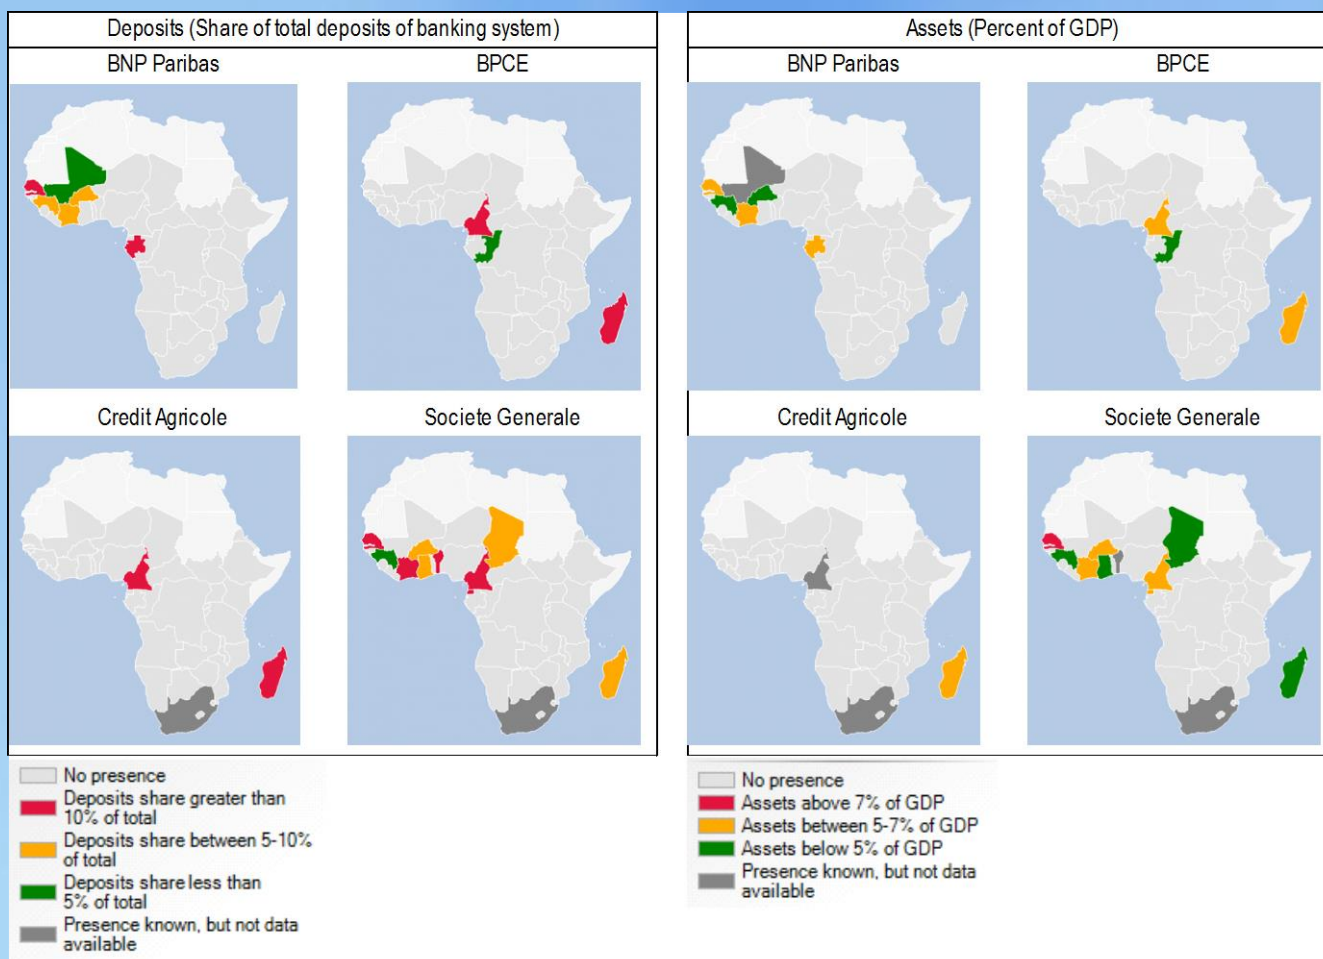 Deposits (Share of total deposits of banking system)
BNP Paribas
BPCE
Credit Agricole
Societe Generale
No presence
Deposits share greater than
10% of total
Deposits share between 5-10%
of total
Deposits share less than
5% of total
Presence known, but not data
available
Assets (Percent of GDP)
BNP Paribas
BPCE
Credit Agricole
Societe Generale
No presence
Assets above 7% of GDP
Assets between 5-7% of GDP
Assets below 5% of GDP
Presence known, but not data
available